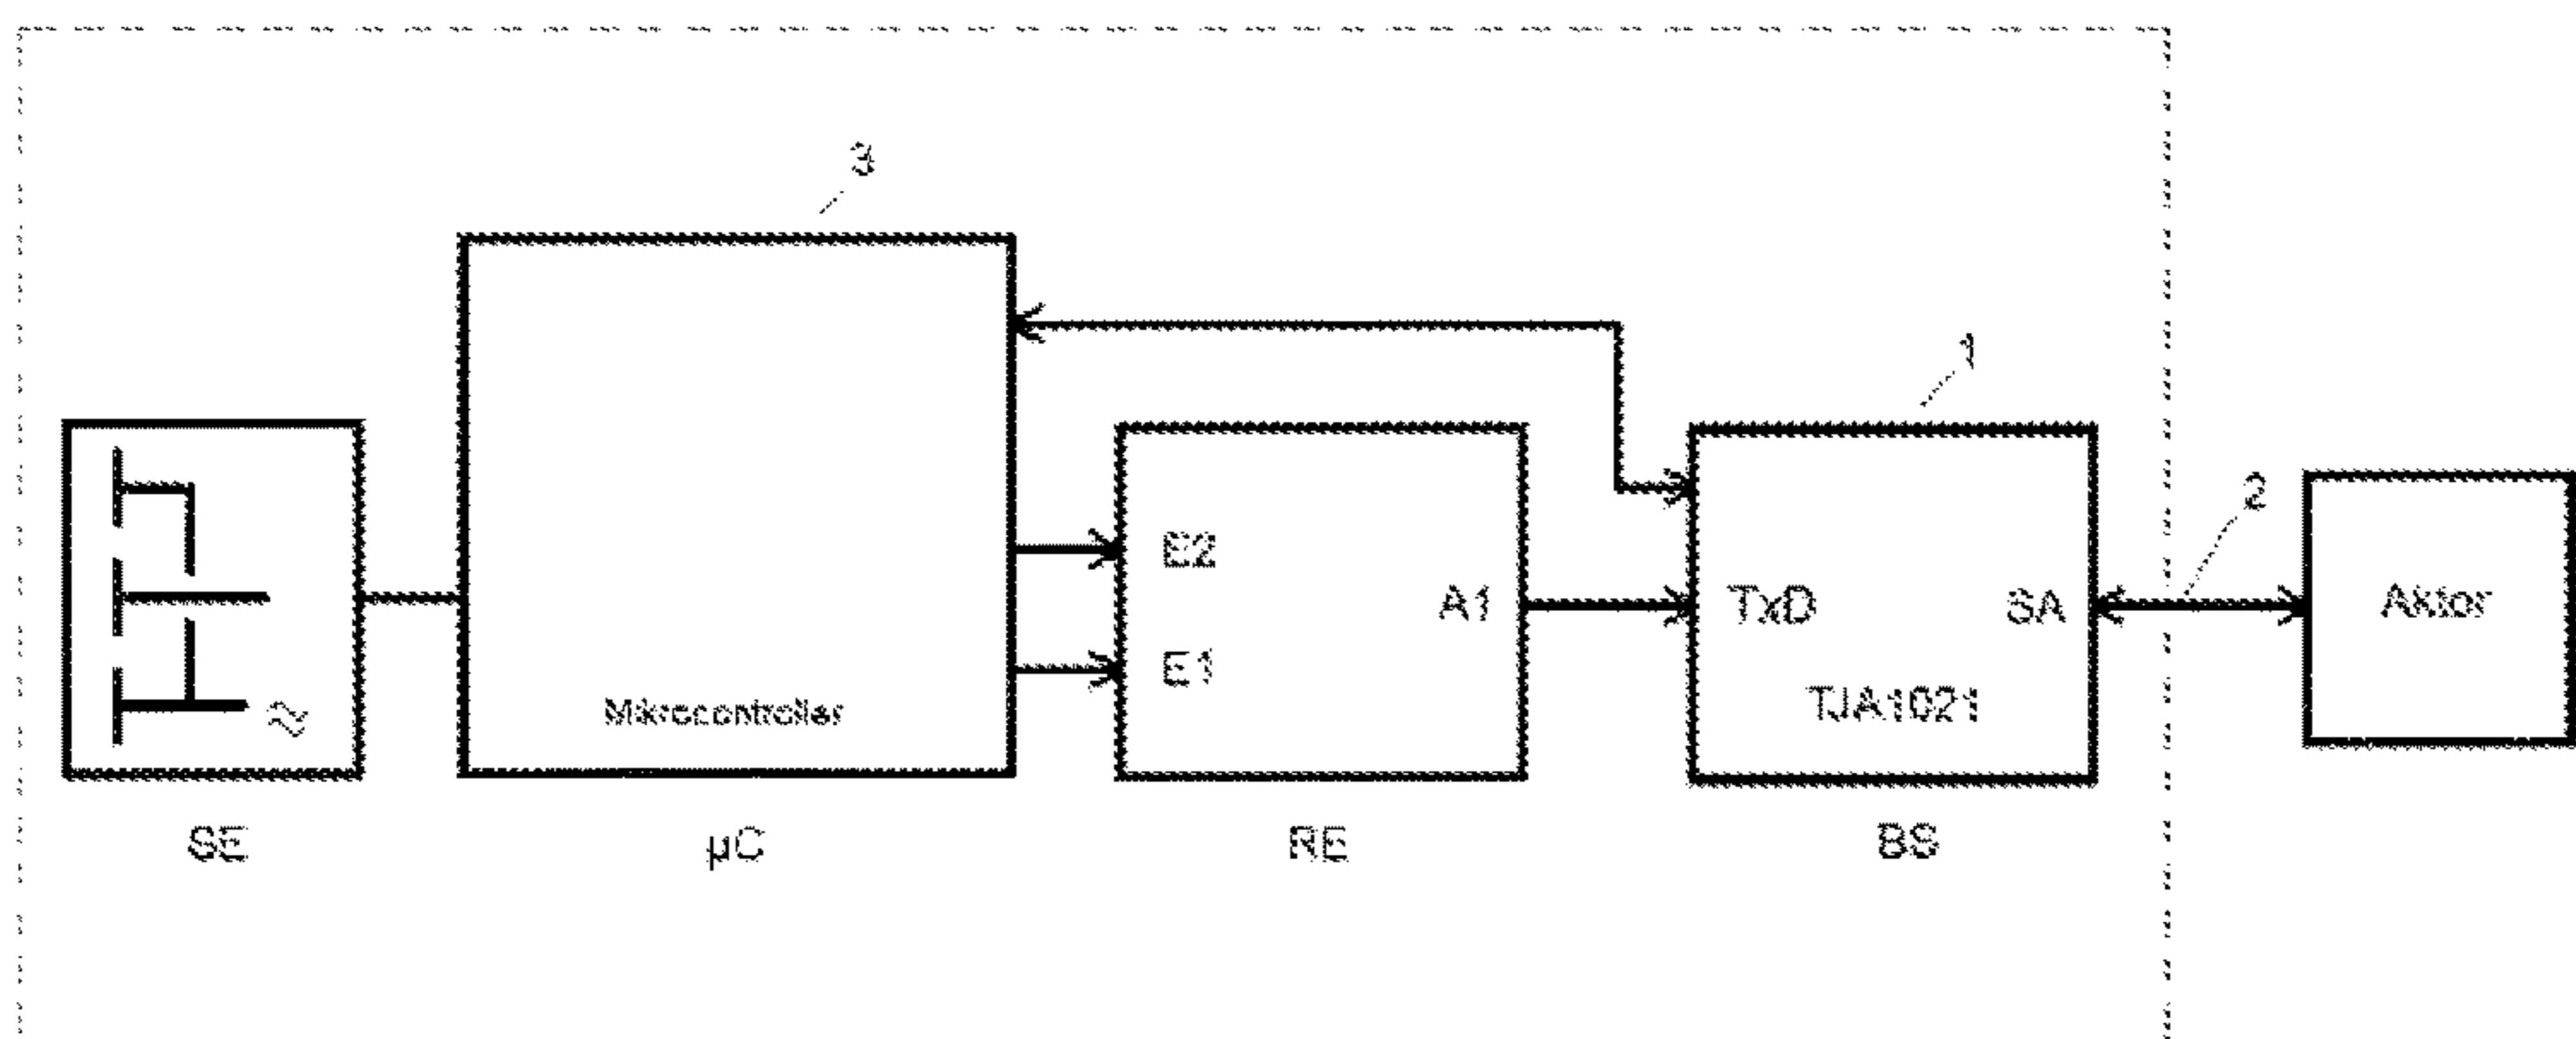 3
1
2
E2
A1
TxD
SA
Aktor
E1
Mikrocontroller
TJA1021
SE
µC
RE
BS